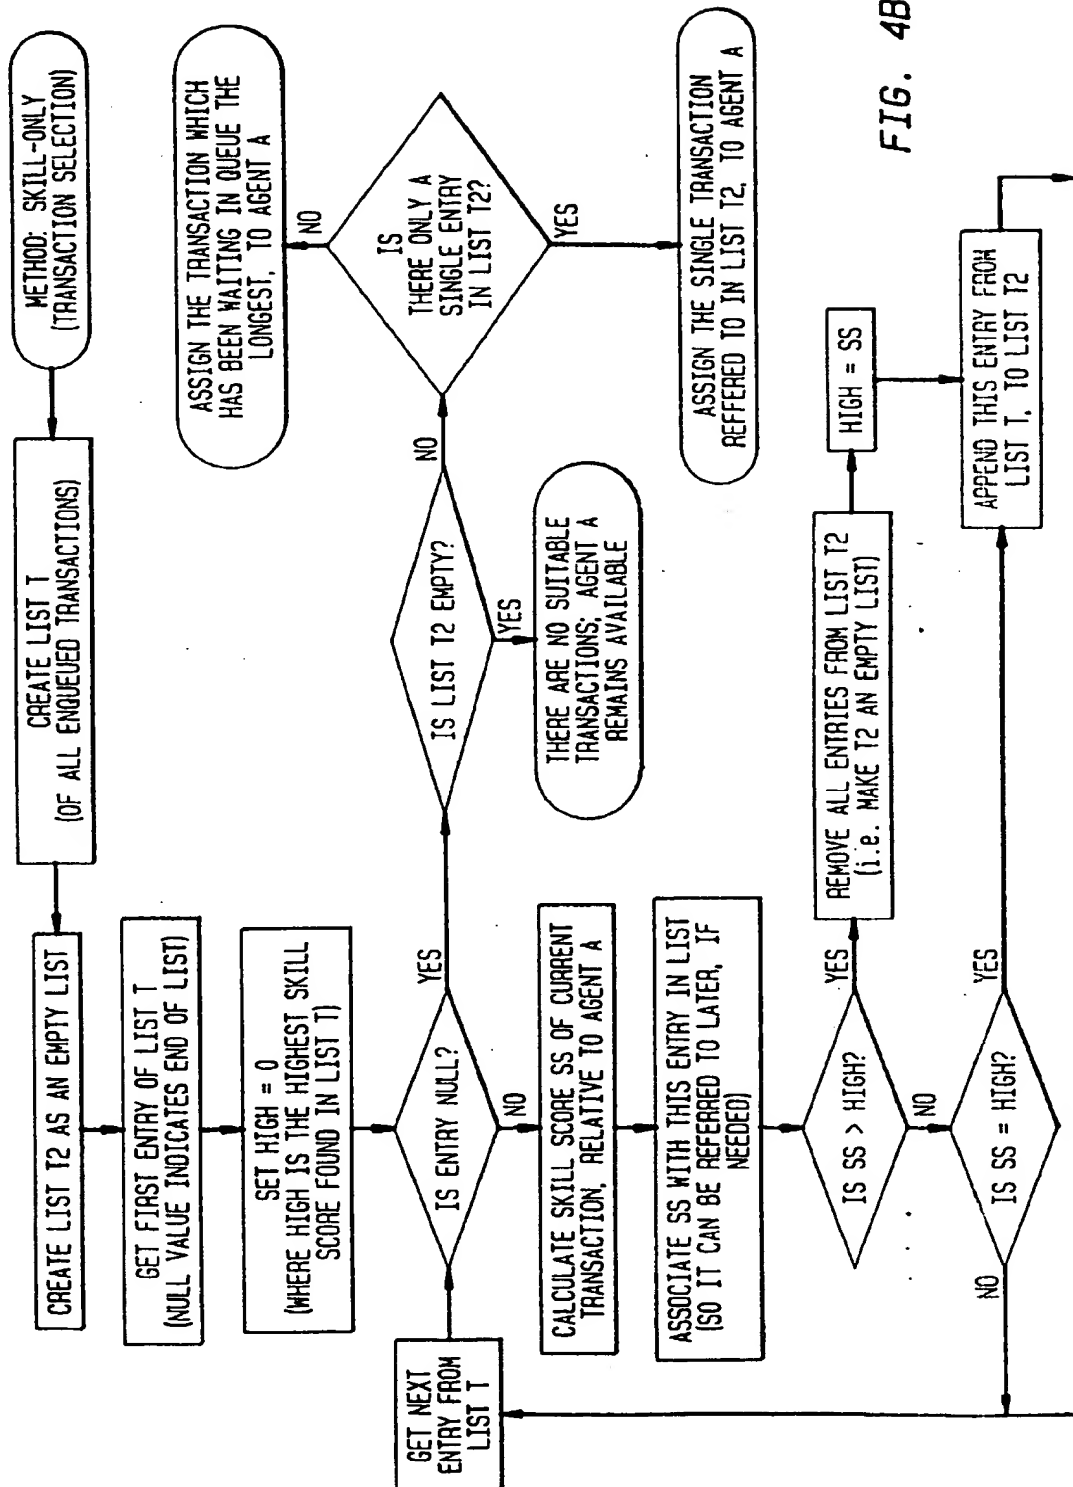 METHOD: SKILL-ONLY
(TRANSACTION SELECTION)
CREATE LIST T
(OF ALL ENQUEUED TRANSACTIONS)
CREATE LIST T2 AS AN EMPTY LIST
GET FIRST ENTRY OF LIST T
(NULL VALUE INDICATES END OF LIST)
SET HIGH = 0
(WHERE HIGH IS THE HIGHEST SKILL
SCORE FOUND IN LIST T)
GET NEXT
ENTRY FROM
LIST T
IS ENTRY NULL?
YES
NO
IS LIST T2 EMPTY?
NO
YES
THERE ARE NO SUITABLE
TRANSACTIONS; AGENT A
REMAINS AVAILABLE
IS
THERE ONLY A
SINGLE ENTRY
IN LIST T2?
NO
YES
ASSIGN THE TRANSACTION WHICH
HAS BEEN WAITING IN QUEUE THE
LONGEST, TO AGENT A
ASSIGN THE SINGLE TRANSACTION
REFFERED TO IN LIST T2, TO AGENT A
CALCULATE SKILL SCORE SS OF CURRENT
TRANSACTION, RELATIVE TO AGENT A
ASSOCIATE SS WITH THIS ENTRY IN LIST
(SO IT CAN BE REFERRED TO LATER, IF
NEEDED)
IS SS > HIGH?
YES
NO
REMOVE ALL ENTRIES FROM LIST T2
(i.e. MAKE T2 AN EMPTY LIST)
HIGH = SS
IS SS = HIGH?
YES
NO
APPEND THIS ENTRY FROM
LIST T, TO LIST T2
FIG. 4B